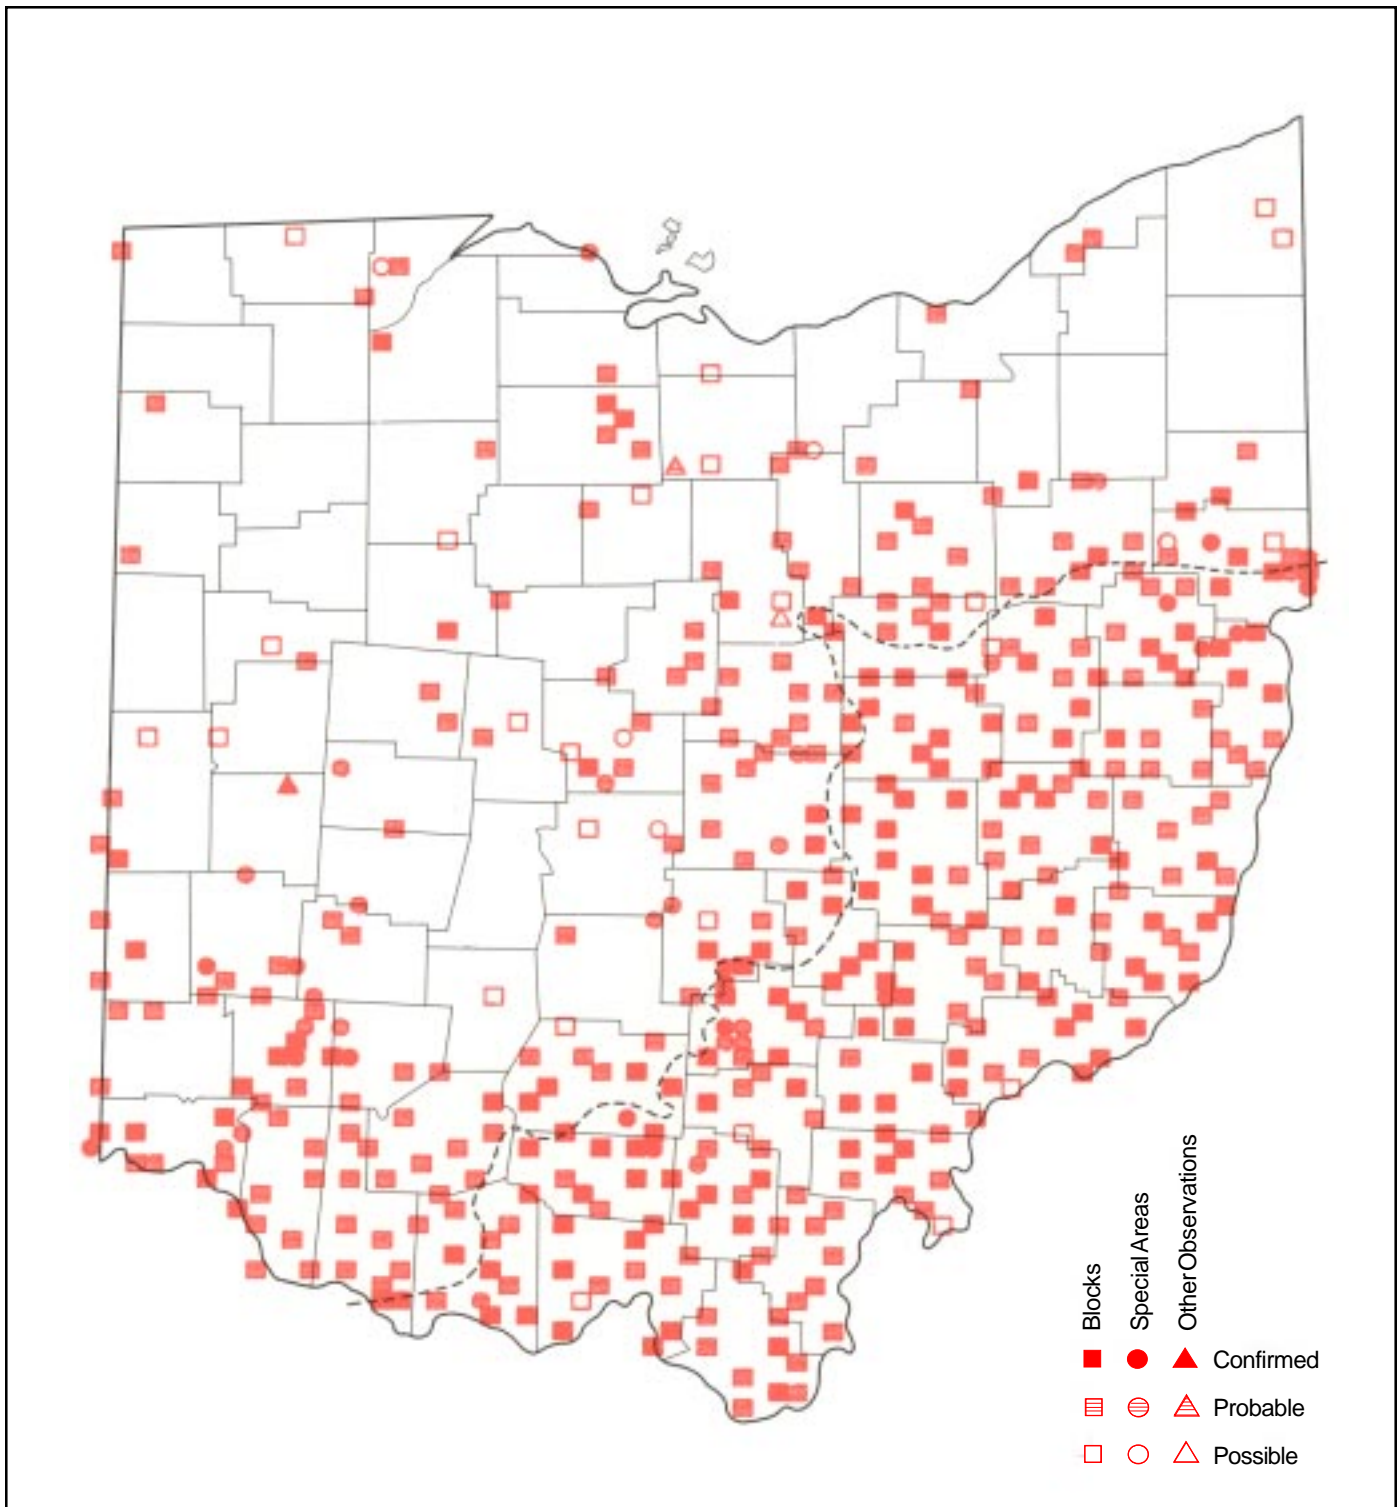 Blocks
Special Areas
Other Observations
Confirmed
Probable
Possible